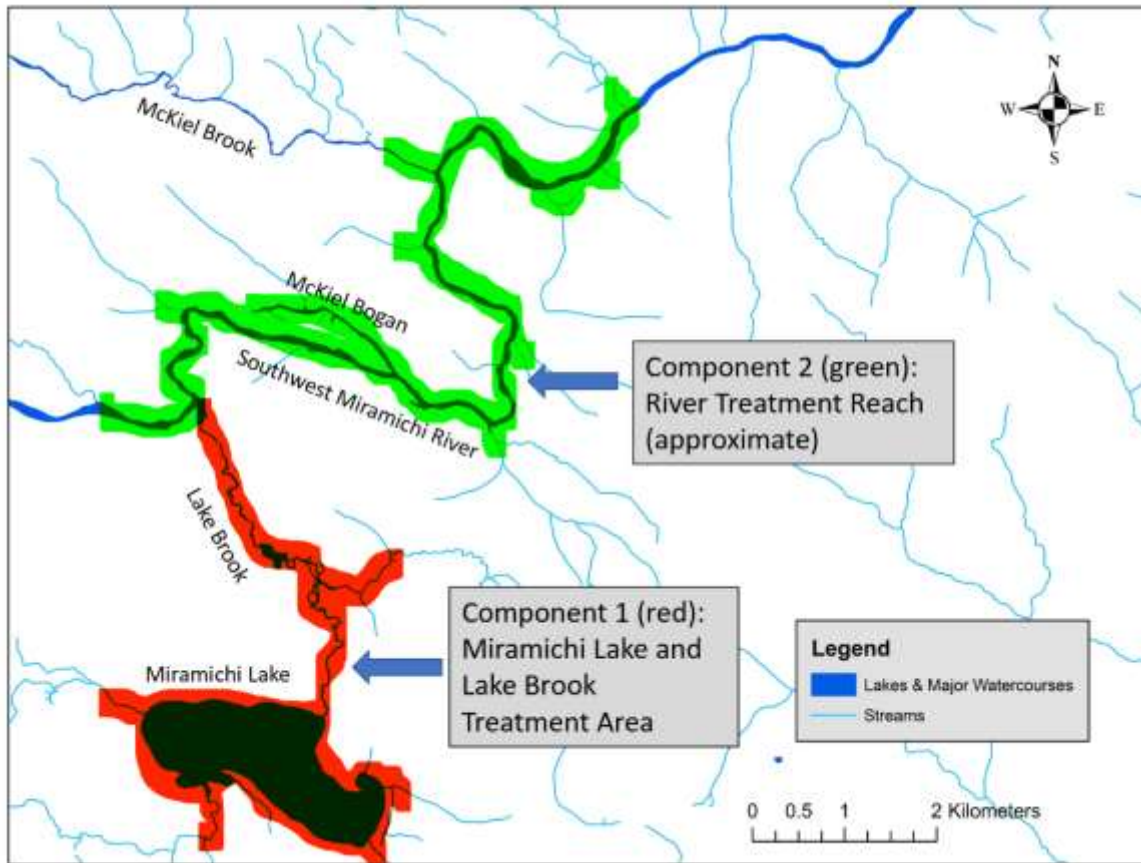 McKiel Brook
N
W
E
S
McKiel Bogan
Southwest Miramichi River
Component 2 (green):
River Treatment Reach
(approximate)
Lake Brook
Component 1 (red):
Miramichi Lake and
Lake Brook
Treatment Area
Miramichi Lake
Legend
Lakes & Major Watercourses
Streams
0 0.5 1 2 Kilometers